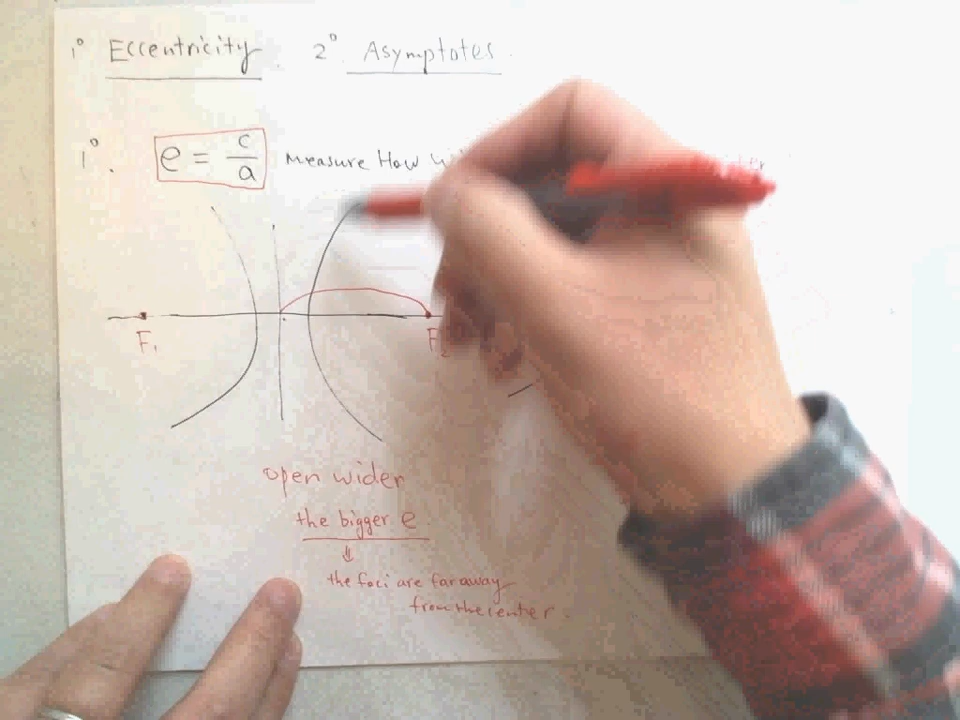 1° Eccentricity 2° Asymptotes
1°. e = c/a Measure How
F₁ F₂
open wider
the bigger e
⇓
the foci are far away
from the center.